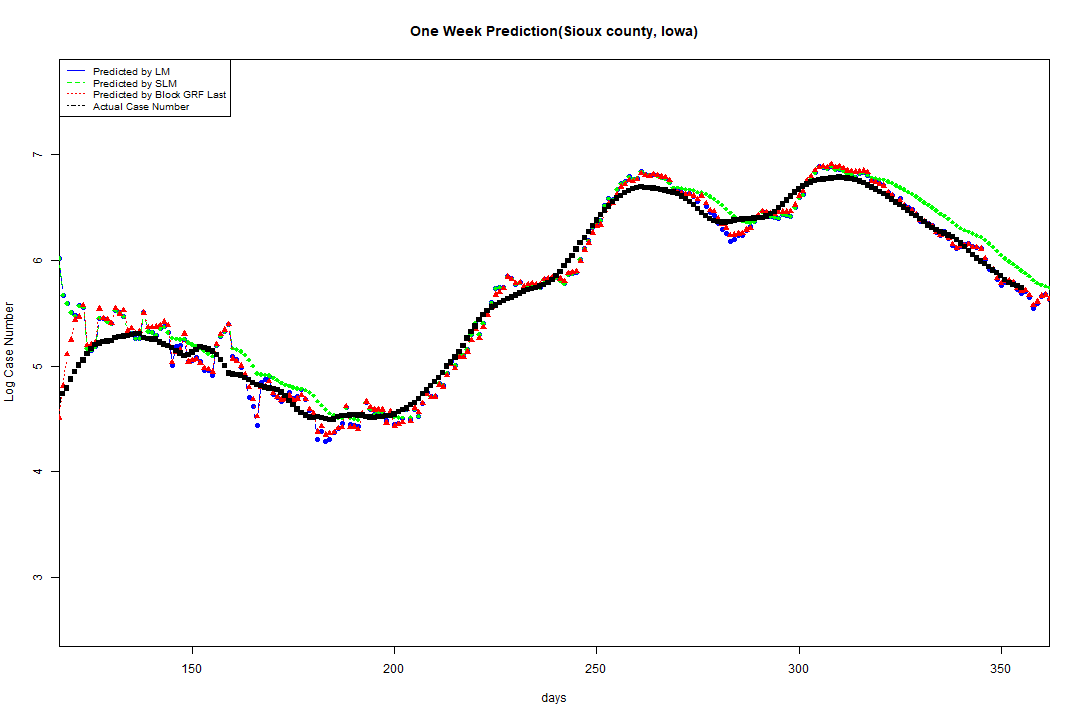 One Week Prediction(Sioux county, Iowa)
Predicted by LM
Predicted by SLM
Predicted by Block GRF Last
Actual Case Number
7
6
5
4
3
Log Case Number
150 200 250 300 350
days